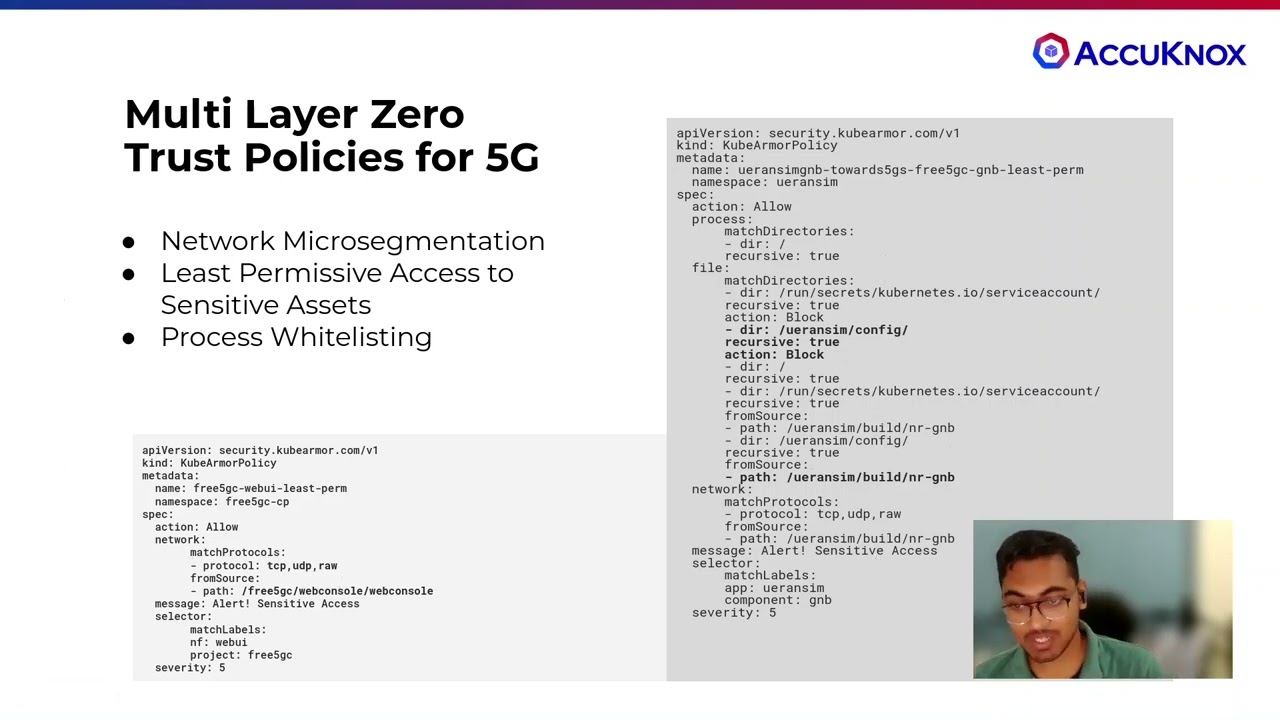 ACCUKNOX
Multi Layer Zero
Trust Policies for 5G
● Network Microsegmentation
● Least Permissive Access to
Sensitive Assets
● Process Whitelisting
apiVersion: security.kubearmor.com/v1
kind: KubeArmorPolicy
metadata:
name: free5gc-webui-least-perm
namespace: free5gc-cp
spec:
action: Allow
network:
matchProtocols:
- protocol: tcp,udp,raw
fromSource:
- path: /free5gc/webconsole/webconsole
message: Alert! Sensitive Access
selector:
matchLabels:
nf: webui
project: free5gc
severity: 5
apiVersion: security.kubearmor.com/v1
kind: KubeArmorPolicy
metadata:
name: ueransimgnb-towards5gs-free5gc-gnb-least-perm
namespace: ueransim
spec:
action: Allow
process:
matchDirectories:
- dir: /
recursive: true
file:
matchDirectories:
- dir: /run/secrets/kubernetes.io/serviceaccount/
recursive: true
action: Block
- dir: /ueransim/config/
recursive: true
action: Block
- dir: /
recursive: true
- dir: /run/secrets/kubernetes.io/serviceaccount/
recursive: true
fromSource:
- path: /ueransim/build/nr-gnb
- dir: /ueransim/config/
recursive: true
fromSource:
- path: /ueransim/build/nr-gnb
network:
matchProtocols:
- protocol: tcp,udp,raw
fromSource:
- path: /ueransim/build/nr-gnb
message: Alert! Sensitive Access
selector:
matchLabels:
app: ueransim
component: gnb
severity: 5